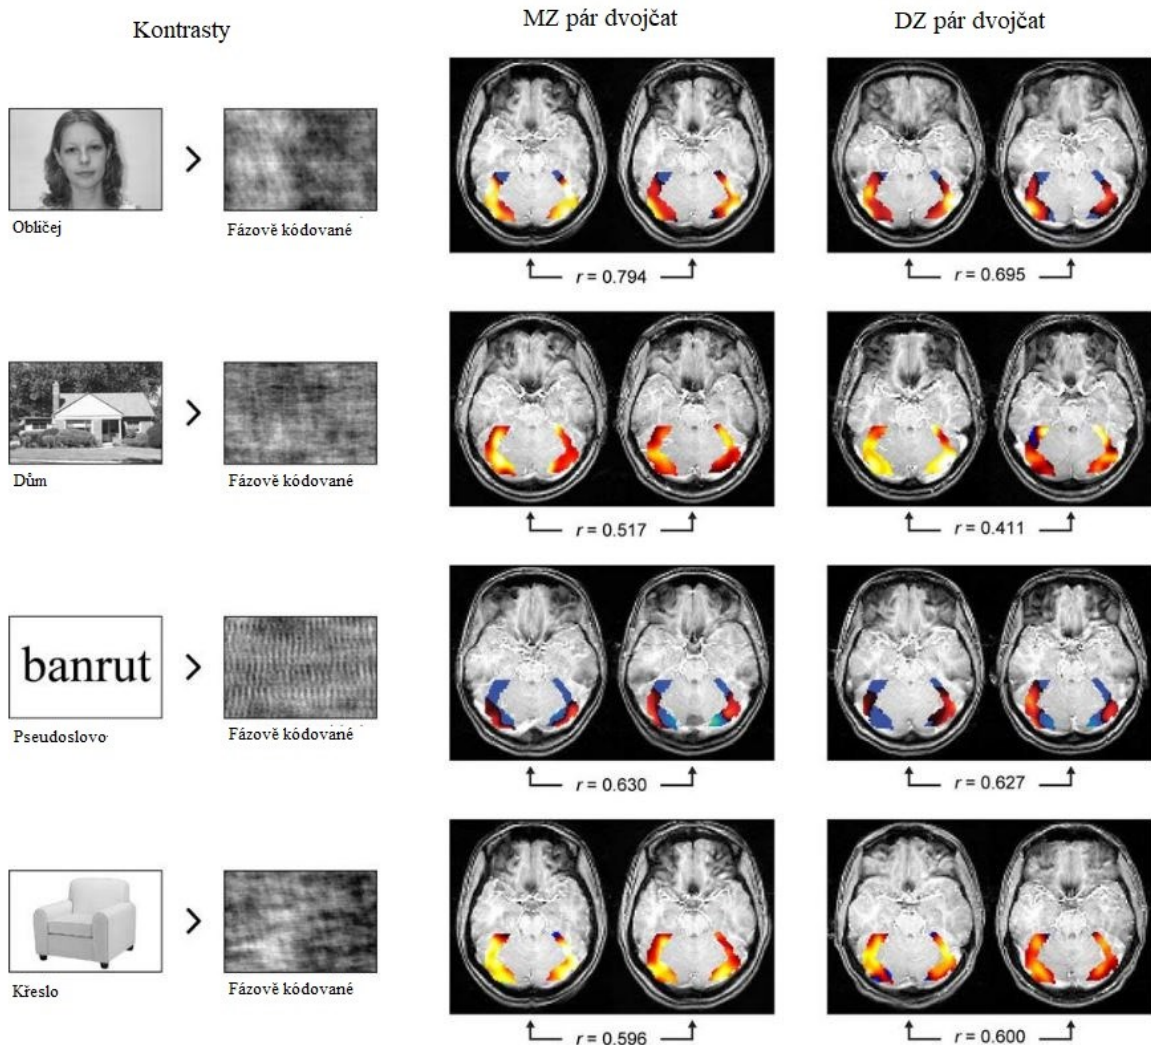 Kontrasty
MZ pár dvojčat
DZ pár dvojčat
Obličej
Fázově kódované
r = 0.794
r = 0.695
Dům
Fázově kódované
r = 0.517
r = 0.411
banrut
Pseudoslovo
Fázově kódované
r = 0.630
r = 0.627
Křeslo
Fázově kódované
r = 0.596
r = 0.600